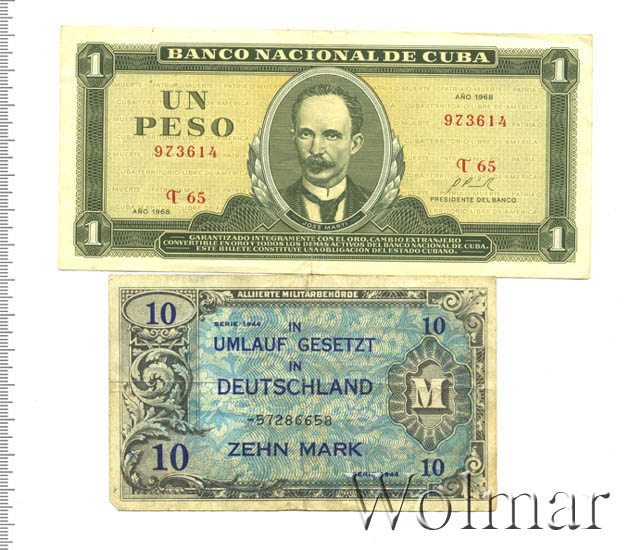 BANCO NACIONAL DE CUBA
1
1
UN
PESO
AÑO 1968
973614
973614
T 65
T 65
AÑO 1968
JOSE MARTI
PRESIDENTE DEL BANCO
1
1
GARANTIZADO INTEGRAMENTE CON EL ORO, CAMBIO EXTRANJERO
CONVERTIBLE EN ORO Y TODOS LOS DEMAS ACTIVOS DEL BANCO NACIONAL DE CUBA.
ESTE BILLETE CONSTITUYE UNA OBLIGACION DEL ESTADO CUBANO.
ALLIIERTE MILITÄRBEHÖRDE
10
SERIE 1944
IN
10
UMLAUF GESETZT
IN
DEUTSCHLAND
M
-57286658
ZEHN MARK
10
SERIE 1944
10
Wolmar